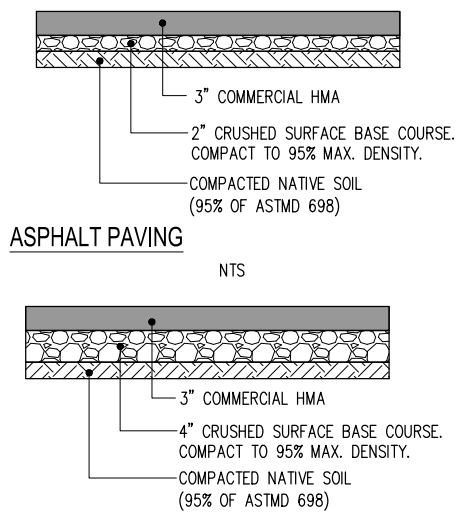 3" COMMERCIAL HMA
2" CRUSHED SURFACE BASE COURSE.
COMPACT TO 95% MAX. DENSITY.
COMPACTED NATIVE SOIL
(95% OF ASTMD 698)
ASPHALT PAVING
NTS
3" COMMERCIAL HMA
4" CRUSHED SURFACE BASE COURSE.
COMPACT TO 95% MAX. DENSITY.
COMPACTED NATIVE SOIL
(95% OF ASTMD 698)